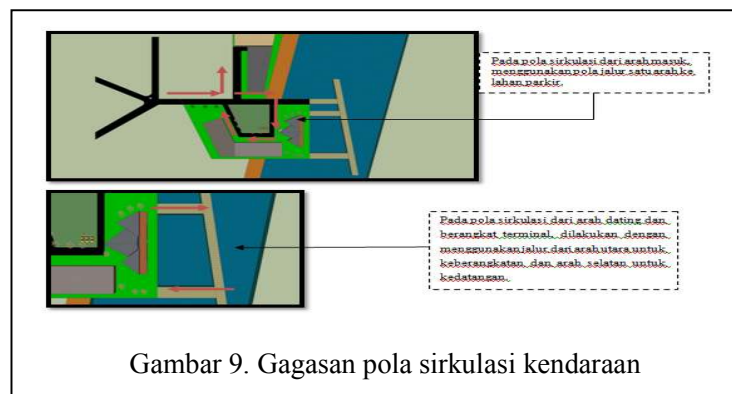 Pada pola sirkulasi dari arah masuk,
menggunakan pola jalur satu arah ke
lahan parkir.
Pada pola sirkulasi dari arah dating dan
berangkat terminal, dilakukan dengan
menggunakan jalur dari arah utara untuk
keberangkatan dan arah selatan untuk
kedatangan.
Gambar 9. Gagasan pola sirkulasi kendaraan